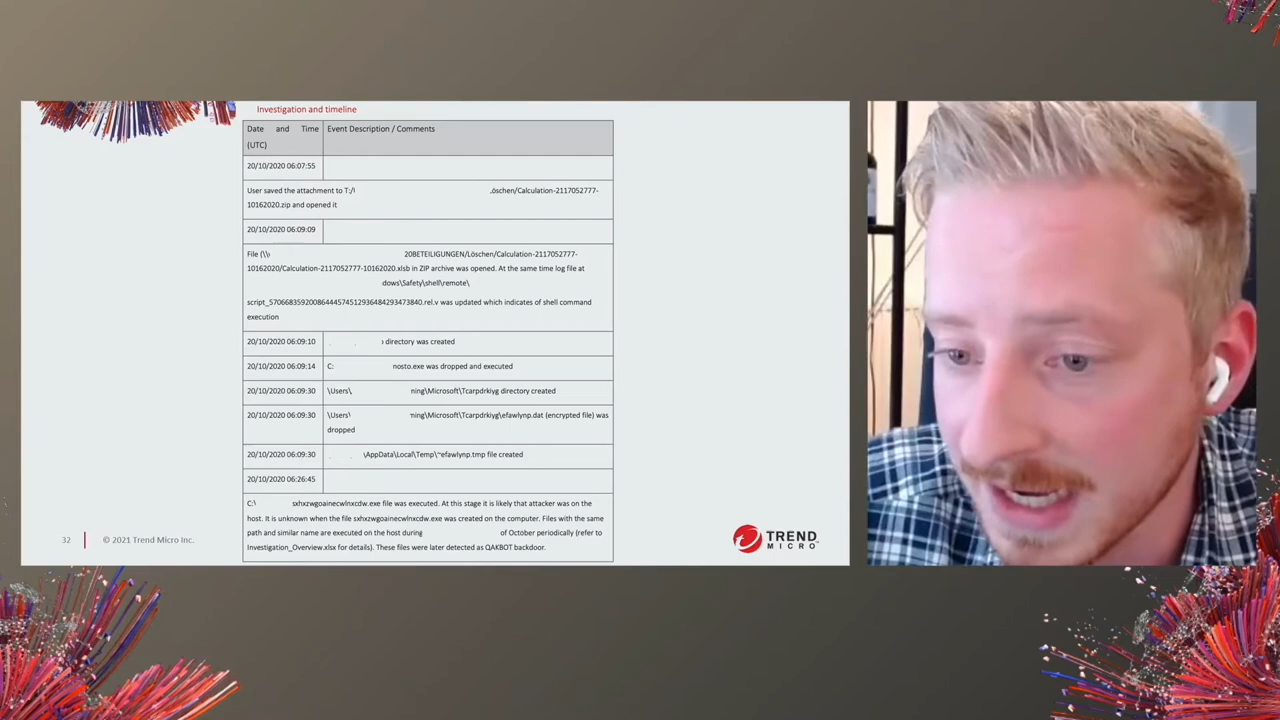 Investigation and timeline
Date and Time Event Description / Comments
(UTC)
20/10/2020 06:07:55
User saved the attachment to T:/ .öschen/Calculation-2117052777-
10162020.zip and opened it
20/10/2020 06:09:09
File (\\ 20BETEILIGUNGEN/Löschen/Calculation-2117052777-
10162020/Calculation-2117052777-10162020.xlsb in ZIP archive was opened. At the same time log file at
dows\Safety\shell\remote\
script_570668359200864445745129364842934738​40.rel.v was updated which indicates of shell command
execution
20/10/2020 06:09:10 directory was created
20/10/2020 06:09:14 C: nosto.exe was dropped and executed
20/10/2020 06:09:30 \Users\ ning\Microsoft\Tcarpdrkiyg directory created
20/10/2020 06:09:30 \Users\ ning\Microsoft\Tcarpdrkiyg\efawlynp.dat (encrypted file) was
dropped
20/10/2020 06:09:30 \AppData\Local\Temp\~efawlynp.tmp file created
20/10/2020 06:26:45
C:\ sxhxzwgoainecwlnxcdw.exe file was executed. At this stage it is likely that attacker was on the
host. It is unknown when the file sxhxzwgoainecwlnxcdw.exe was created on the computer. Files with the same
path and similar name are executed on the host during of October periodically (refer to
Investigation_Overview.xlsx for details). These files were later detected as QAKBOT backdoor.
32 © 2021 Trend Micro Inc.
TREND
MICRO